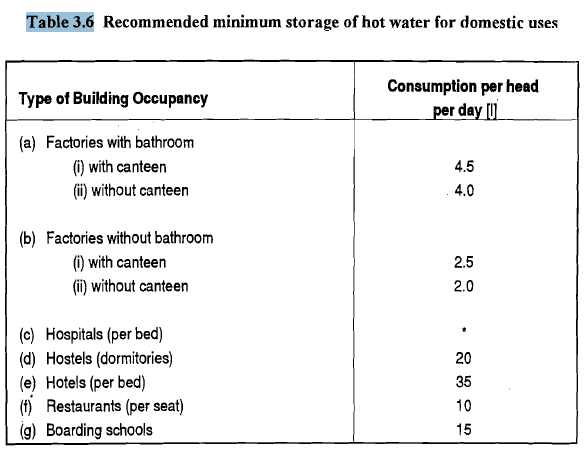 Table 3.6 Recommended minimum storage of hot water for domestic uses
Type of Building Occupancy
Consumption per head
per day [l]
(a) Factories with bathroom
(i) with canteen 4.5
(ii) without canteen 4.0
(b) Factories without bathroom
(i) with canteen 2.5
(ii) without canteen 2.0
(c) Hospitals (per bed) *
(d) Hostels (dormitories) 20
(e) Hotels (per bed) 35
(f) Restaurants (per seat) 10
(g) Boarding schools 15